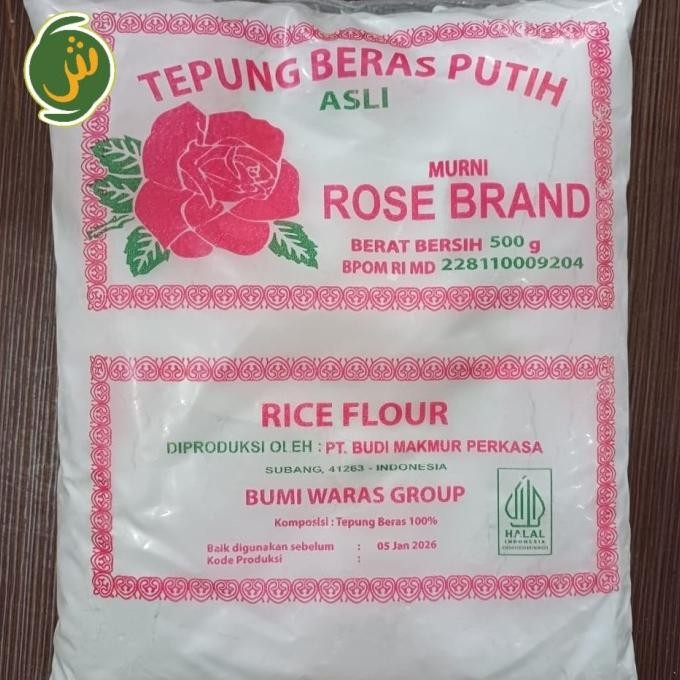 ش
TEPUNG BERAS PUTIH
ASLI
MURNI
ROSE BRAND
BERAT BERSIH 500 g
BPOM RI MD 228110009204
RICE FLOUR
DIPRODUKSI OLEH : PT. BUDI MAKMUR PERKASA
SUBANG, 41263 - INDONESIA
BUMI WARAS GROUP
Komposisi : Tepung Beras 100%
HALAL
INDONESIA
Baik digunakan sebelum : 05 Jan 2026
Kode Produksi :